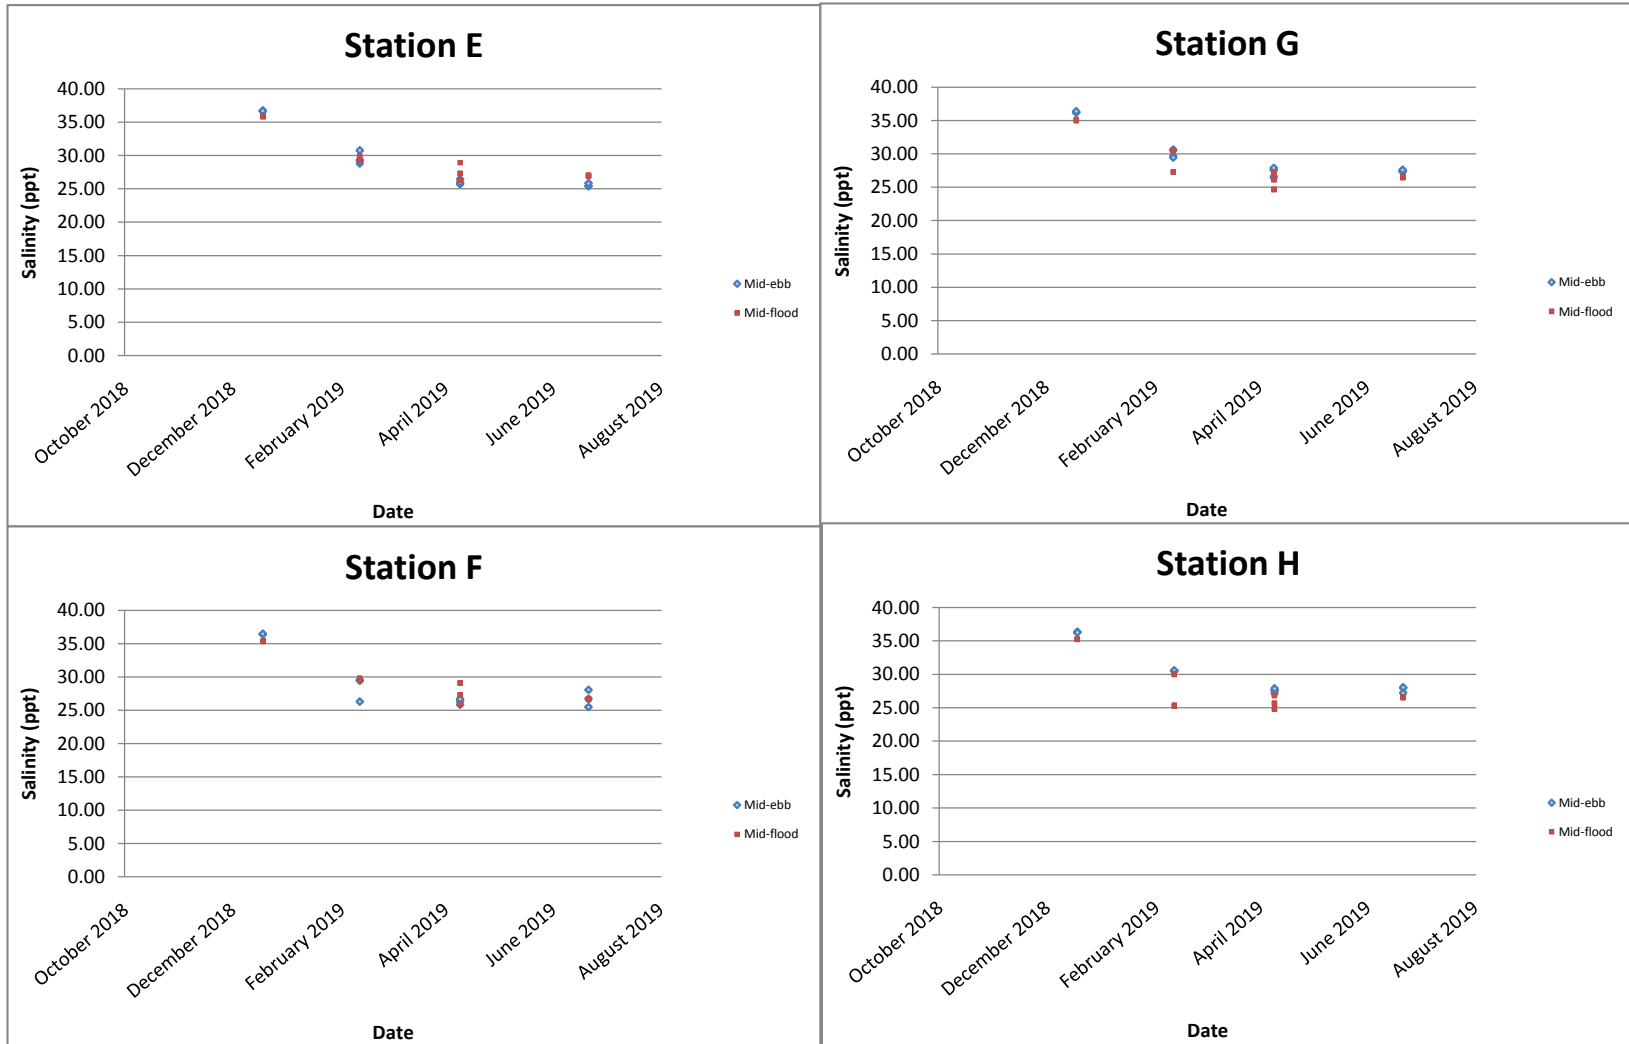 Station E
40.00
35.00
30.00
25.00
20.00
15.00
10.00
5.00
0.00
Salinity (ppt)
October 2018
December 2018
February 2019
April 2019
June 2019
August 2019
Date
Mid-ebb
Mid-flood
Station G
40.00
35.00
30.00
25.00
20.00
15.00
10.00
5.00
0.00
Salinity (ppt)
October 2018
December 2018
February 2019
April 2019
June 2019
August 2019
Date
Mid-ebb
Mid-flood
Station F
40.00
35.00
30.00
25.00
20.00
15.00
10.00
5.00
0.00
Salinity (ppt)
October 2018
December 2018
February 2019
April 2019
June 2019
August 2019
Date
Mid-ebb
Mid-flood
Station H
40.00
35.00
30.00
25.00
20.00
15.00
10.00
5.00
0.00
Salinity (ppt)
October 2018
December 2018
February 2019
April 2019
June 2019
August 2019
Date
Mid-ebb
Mid-flood